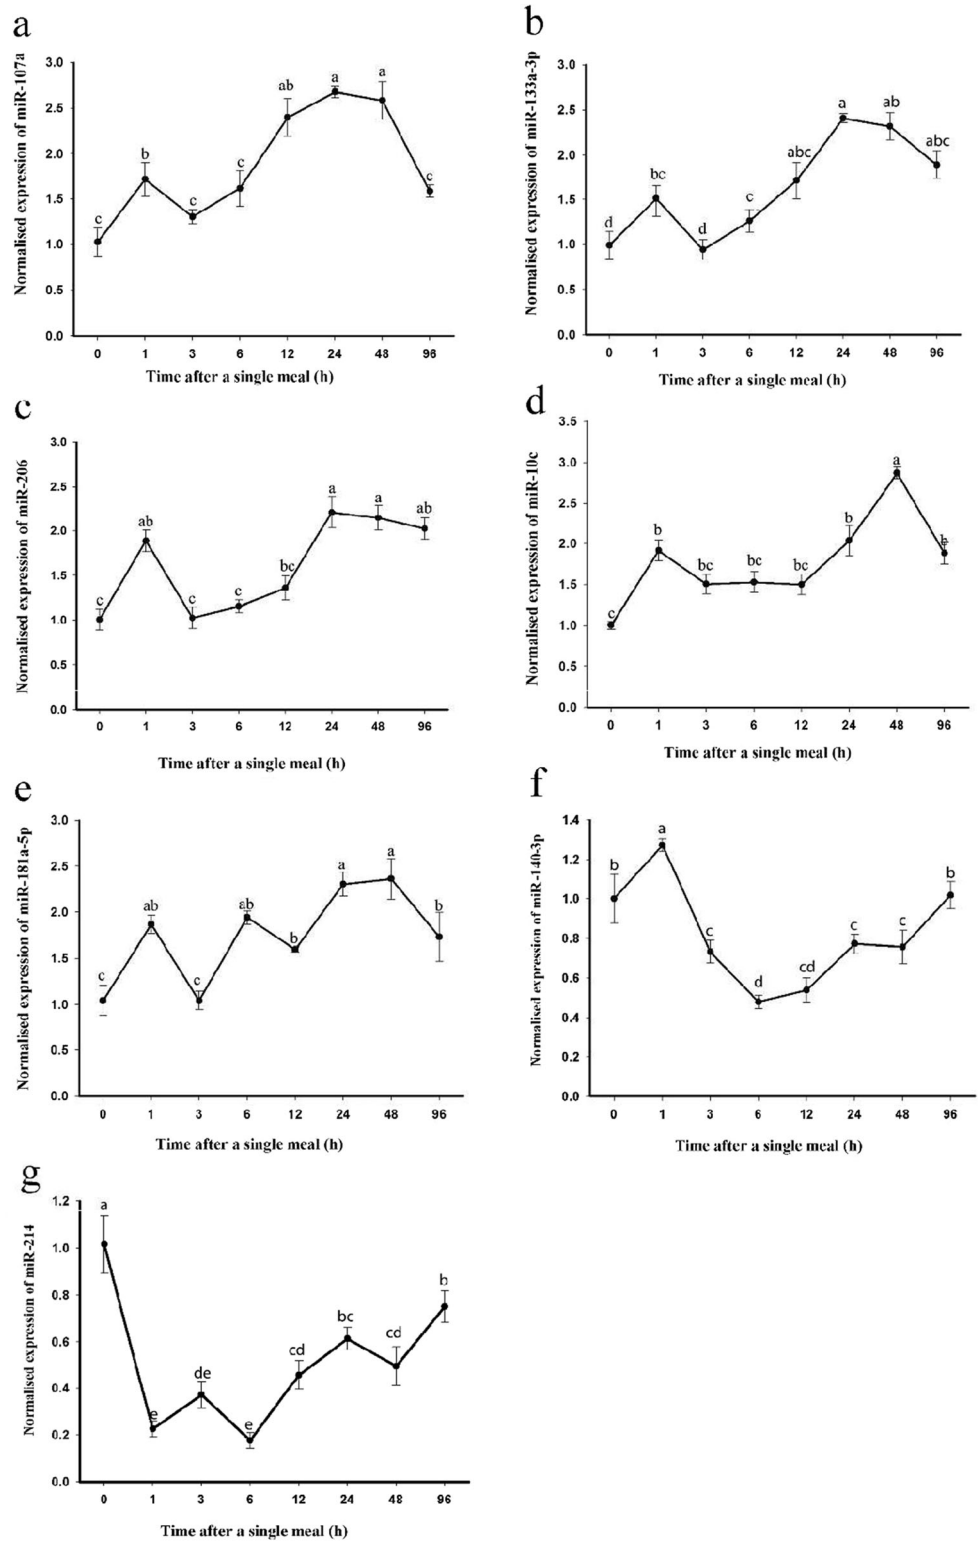 a
Normalised expression of miR-107a
3.0
2.5
2.0
1.5
1.0
0.5
0.0
c
b
c
c
ab
a
a
c
0 1 3 6 12 24 48 96
Time after a single meal (h)
b
Normalised expression of miR-133a-3p
3.0
2.5
2.0
1.5
1.0
0.5
0.0
d
bc
d
c
abc
a
ab
abc
0 1 3 6 12 24 48 96
Time after a single meal (h)
c
Normalised expression of miR-206
3.0
2.5
2.0
1.5
1.0
0.5
0.0
c
ab
c
c
bc
a
a
ab
0 1 3 6 12 24 48 96
Time after a single meal (h)
d
Normalised expression of miR-10c
3.5
3.0
2.5
2.0
1.5
1.0
0.5
0.0
c
b
bc
bc
bc
b
a
b
0 1 3 6 12 24 48 96
Time after a single meal (h)
e
Normalised expression of miR-181a-5p
3.0
2.5
2.0
1.5
1.0
0.5
0.0
c
ab
c
ab
b
a
a
b
0 1 3 6 12 24 48 96
Time after a single meal (h)
f
Normalised expression of miR-140-3p
1.4
1.2
1.0
0.8
0.6
0.4
0.2
0.0
b
a
c
d
cd
c
c
b
0 1 3 6 12 24 48 96
Time after a single meal (h)
g
Normalised expression of miR-214
1.2
1.0
0.8
0.6
0.4
0.2
0.0
a
e
de
e
cd
bc
cd
b
0 1 3 6 12 24 48 96
Time after a single meal (h)